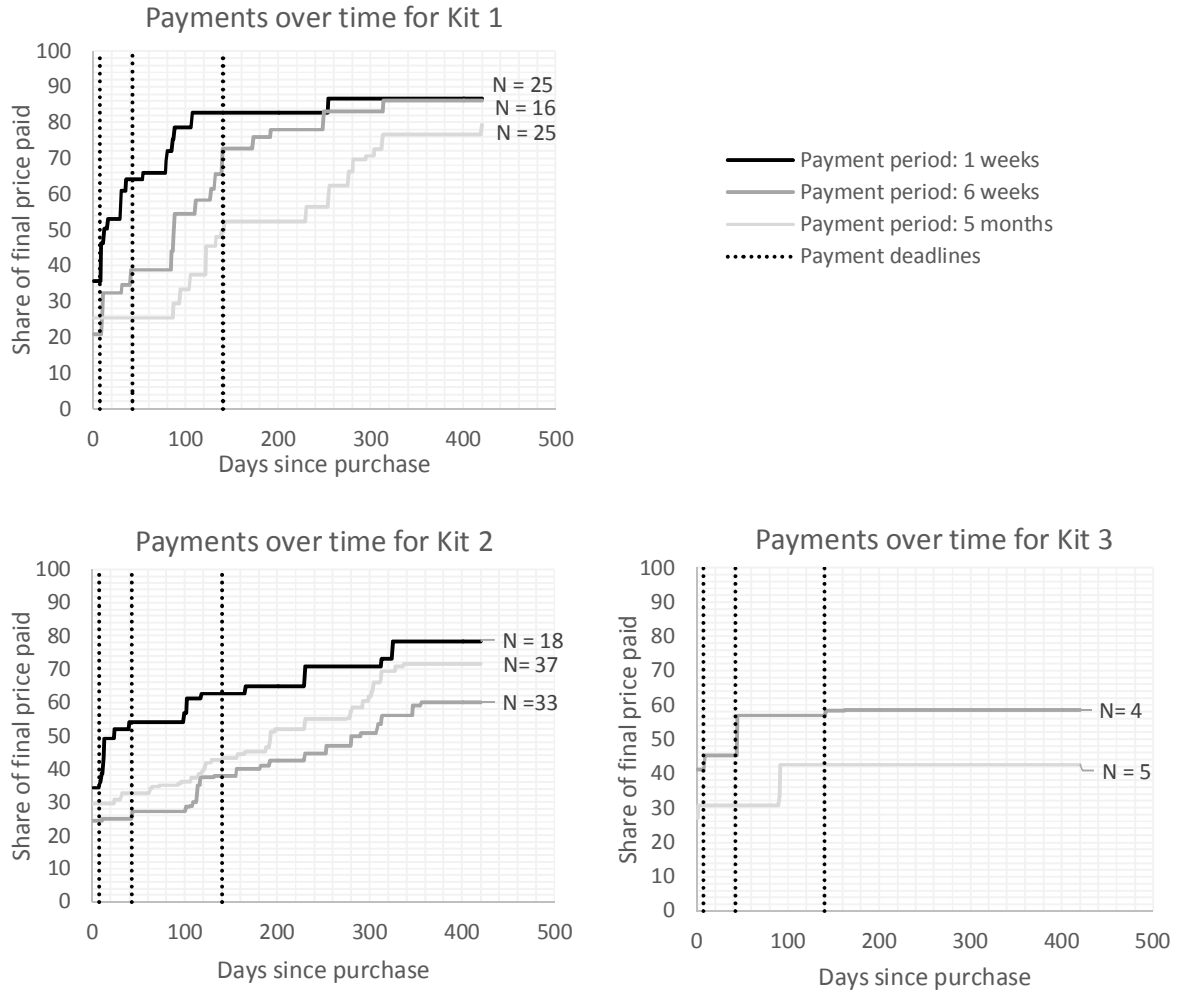 Payments over time for Kit 1
Share of final price paid
100
90
80
70
60
50
40
30
20
10
0
0 100 200 300 400 500
Days since purchase
N = 25
N = 16
N = 25
Payment period: 1 weeks
Payment period: 6 weeks
Payment period: 5 months
Payment deadlines
Payments over time for Kit 2
Share of final price paid
100
90
80
70
60
50
40
30
20
10
0
0 100 200 300 400 500
Days since purchase
N = 18
N= 37
N =33
Payments over time for Kit 3
Share of final price paid
100
90
80
70
60
50
40
30
20
10
0
0 100 200 300 400 500
Days since purchase
N= 4
N = 5